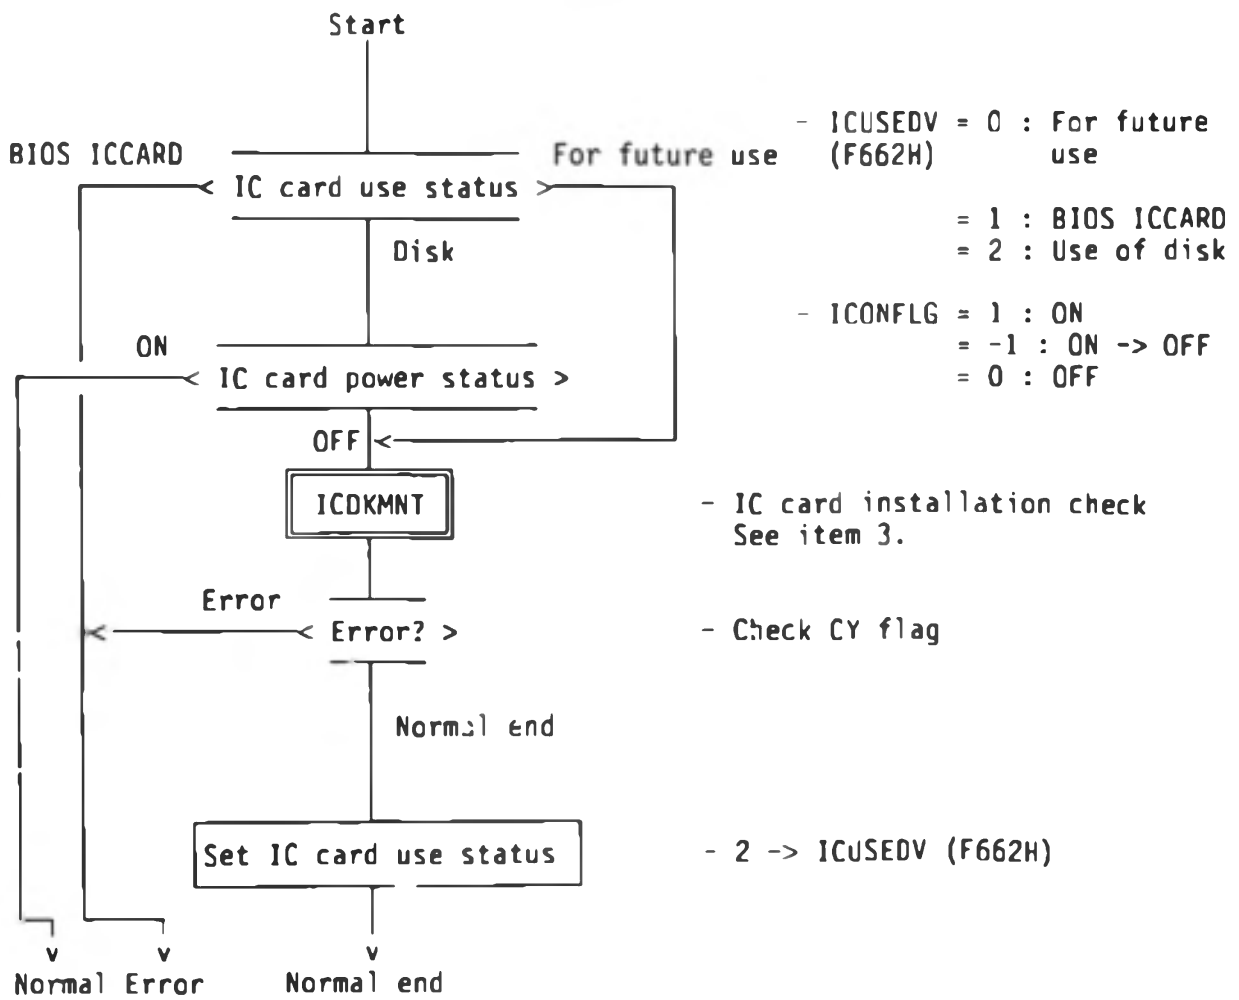 Start
BIOS ICCARD
For future use
< IC card use status >
Disk
- ICUSEDV = 0 : For future
(F662H) use
= 1 : BIOS ICCARD
= 2 : Use of disk
- ICONFLG = 1 : ON
= -1 : ON -> OFF
= 0 : OFF
ON
< IC card power status >
OFF <
ICDKMNT
- IC card installation check
See item 3.
Error
< < Error? >
- Check CY flag
Normal end
Set IC card use status
- 2 -> ICUSEDV (F662H)
v v v
Normal Error Normal end